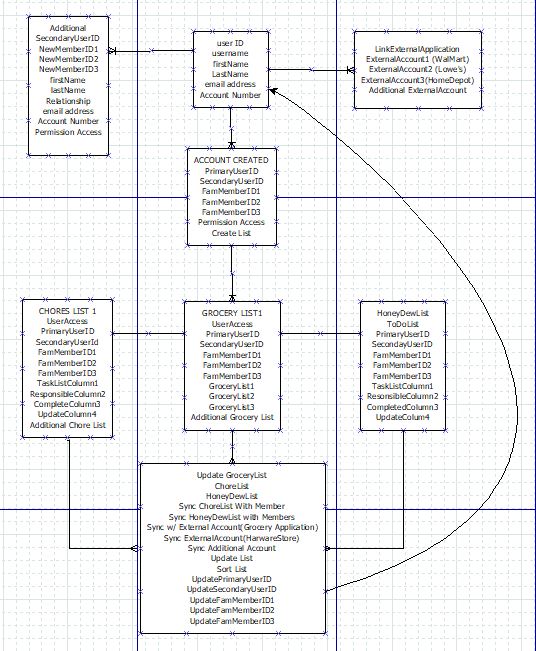 Additional
SecondaryUserID
NewMemberID1
NewMemberID2
NewMemberID3
firstName
lastName
Relationship
email address
Account Number
Permission Access
user ID
username
firstName
LastName
email address
Account Number
LinkExternalApplication
ExternalAccount1 (WalMart)
ExternalAccount2 (Lowe's)
ExternalAccount3(HomeDepot)
Additional ExternalAccount
ACCOUNT CREATED
PrimaryUserID
SecondaryUserID
FamMemberID1
FamMemberID2
FamMemberID3
Permission Access
Create List
CHORES LIST 1
UserAccess
PrimaryUserID
SecondaryUserId
FamMemberID1
FamMemberID2
FamMemberID3
TaskListColumn1
ResponsibleColumn2
CompleteColumn3
UpdateColumn4
Additional Chore List
GROCERY LIST1
UserAccess
PrimaryUserID
SecondaryUserID
FamMemberID1
FamMemberID2
FamMemberID3
GroceryList1
GroceryList2
GroceryList3
Additional Grocery List
HoneyDewList
ToDoList
PrimaryUserID
SecondayUserID
FamMemberID1
FamMemberID2
FamMemberID3
TaskListColumn1
ResonsibleColumn2
CompletedColumn3
UpdateColum4
Update GroceryList
ChoreList
HoneyDewList
Sync ChoreList With Member
Sync HoneyDewList with Members
Sync w/ External Account(Grocery Application)
Sync ExternalAccount(HarwareStore)
Sync Additional Account
Update List
Sort List
UpdatePrimaryUserID
UpdateSecondaryUserID
UpdateFamMemberID1
UpdateFamMemberID2
UpdateFamMemberID3